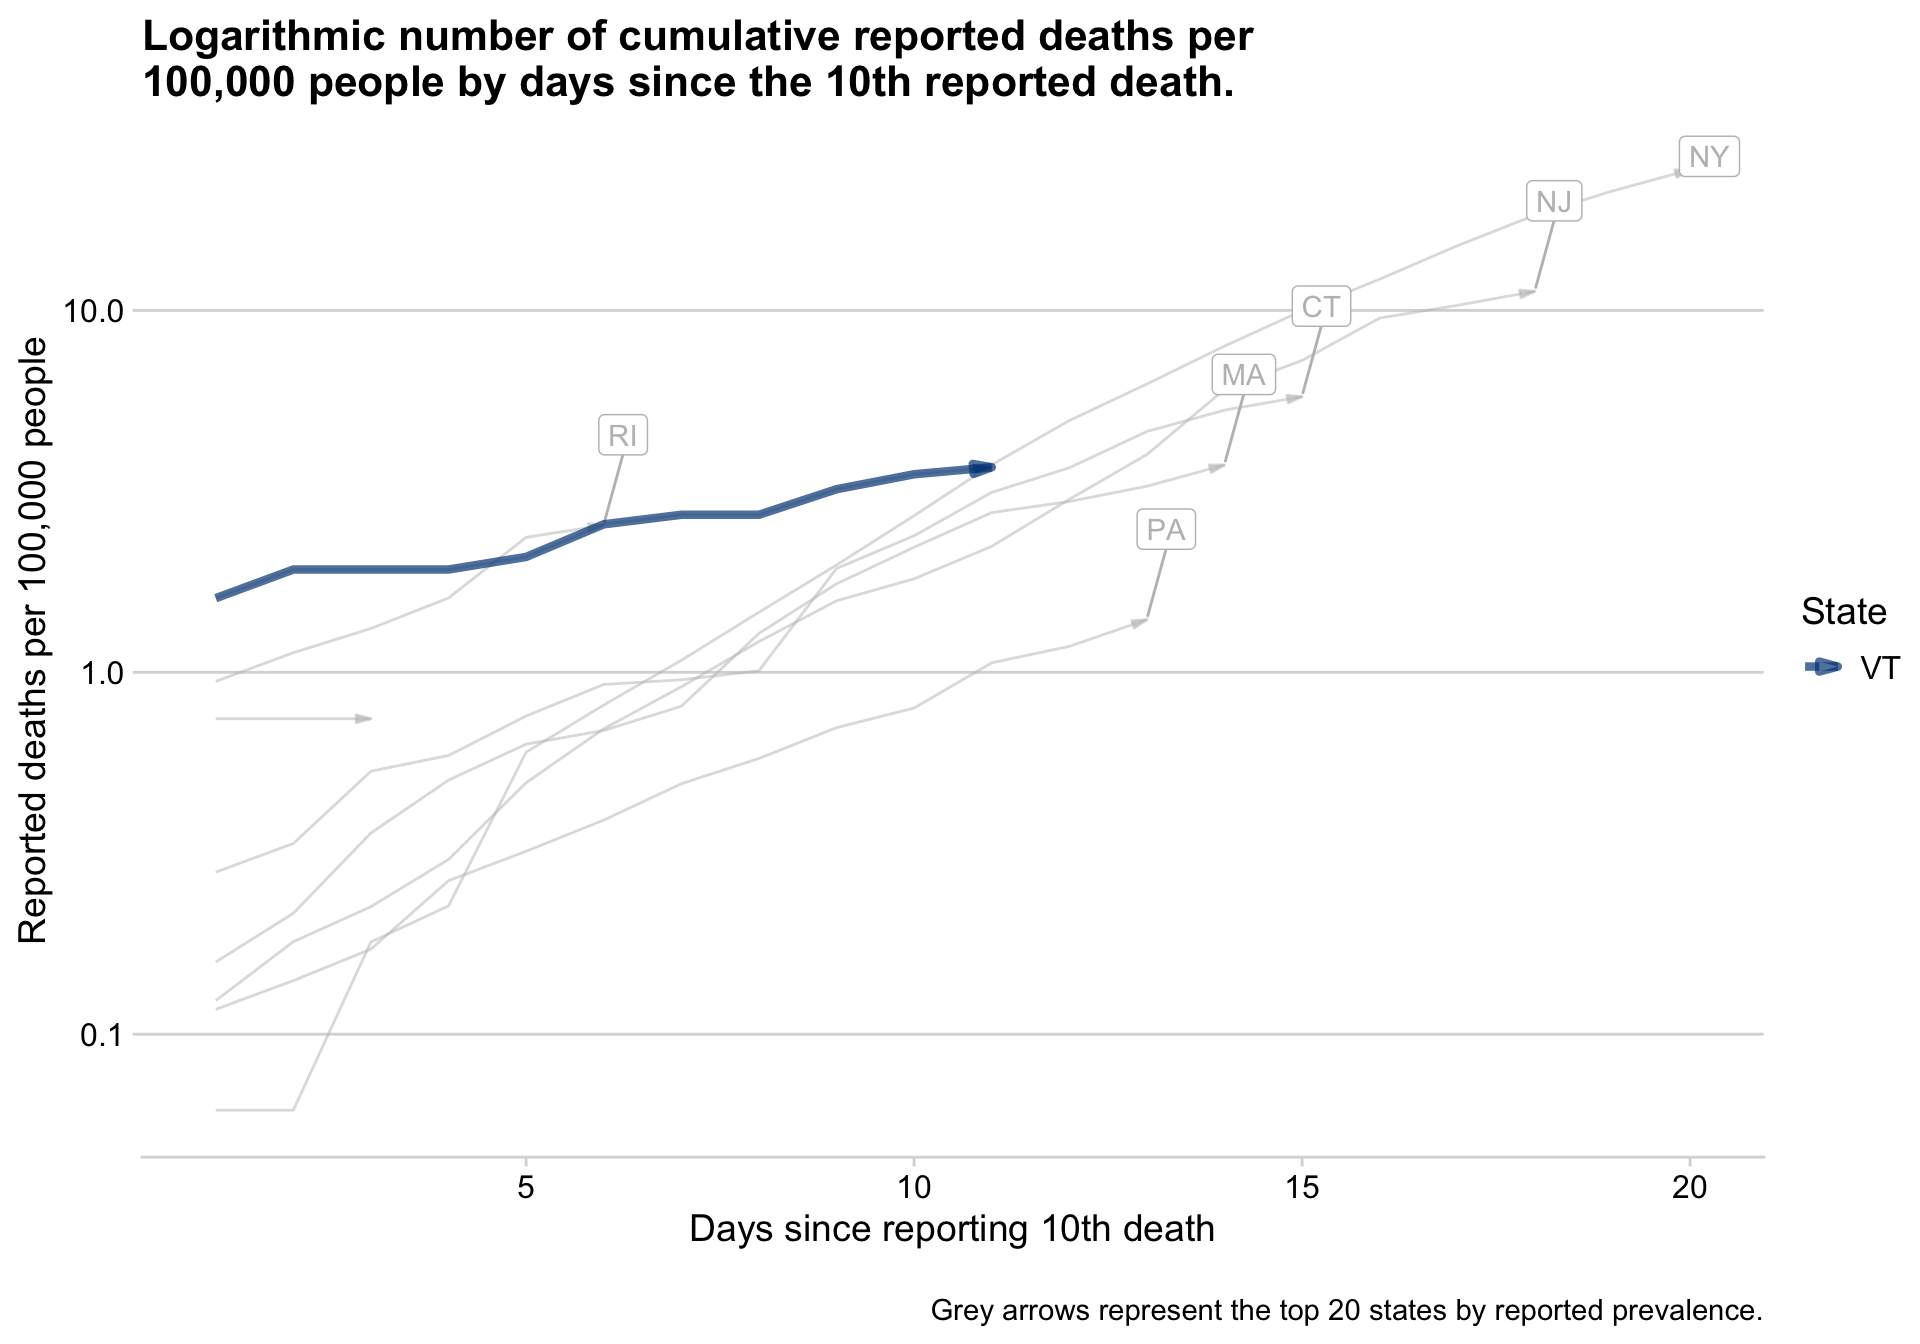 Logarithmic number of cumulative reported deaths per
100,000 people by days since the 10th reported death.
NY
NJ
CT
MA
RI
PA
10.0
1.0
0.1
Reported deaths per 100,000 people
State
VT
5
10
15
20
Days since reporting 10th death
Grey arrows represent the top 20 states by reported prevalence.